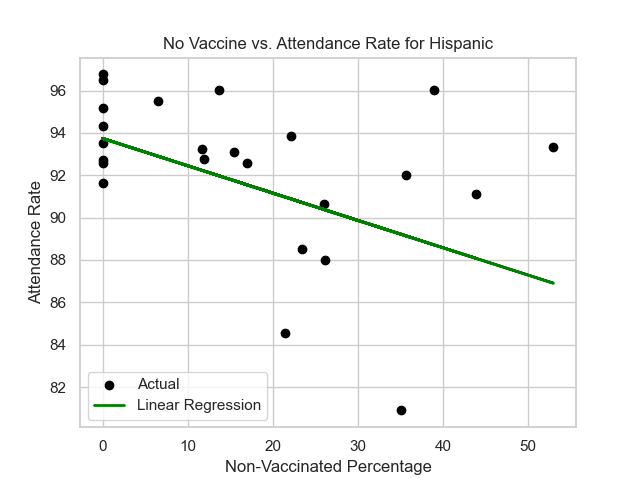 No Vaccine vs. Attendance Rate for Hispanic
96
94
92
90
88
86
84
82
Attendance Rate
Actual
Linear Regression
0 10 20 30 40 50
Non-Vaccinated Percentage